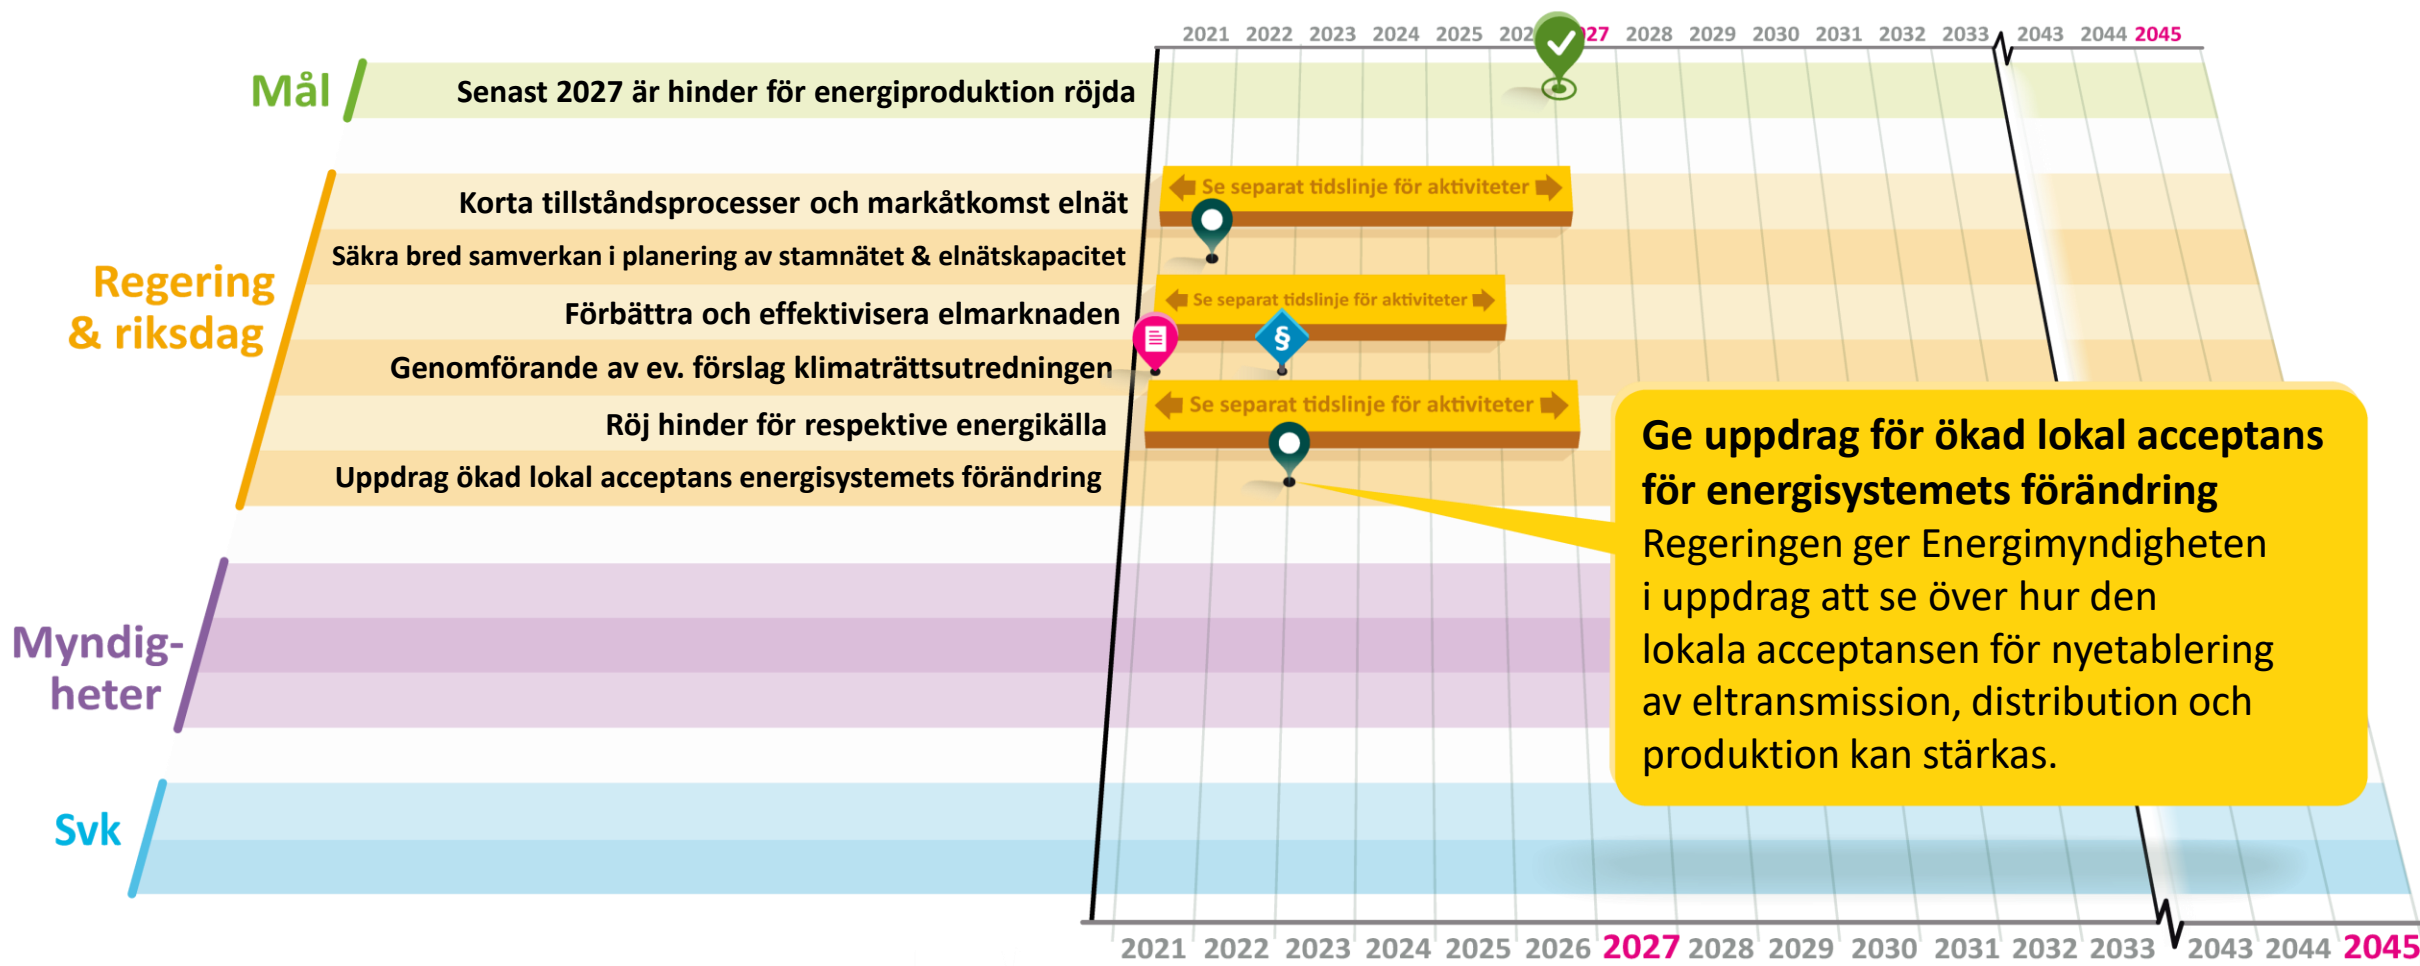 2021 2022 2023 2024 2025 202 27 2028 2029 2030 2031 2032 2033 2043 2044 2045
Mål
Senast 2027 är hinder för energiproduktion röjda
Regering
& riksdag
Korta tillståndsprocesser och markåtkomst elnät
Se separat tidslinje för aktiviteter
Säkra bred samverkan i planering av stamnätet & elnätskapacitet
Förbättra och effektivisera elmarknaden
Se separat tidslinje för aktiviteter
Genomförande av ev. förslag klimaträttsutredningen
§
Röj hinder för respektive energikälla
Se separat tidslinje för aktiviteter
Uppdrag ökad lokal acceptans energisystemets förändring
Ge uppdrag för ökad lokal acceptans
för energisystemets förändring
Regeringen ger Energimyndigheten
i uppdrag att se över hur den
lokala acceptansen för nyetablering
av eltransmission, distribution och
produktion kan stärkas.
Myndig-
heter
Svk
2021 2022 2023 2024 2025 2026 2027 2028 2029 2030 2031 2032 2033 2043 2044 2045